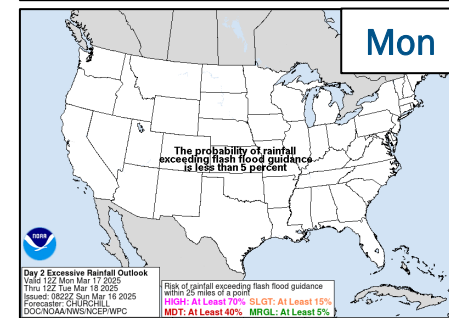 Mon
The probability of rainfall
exceeding flash flood guidance
is less than 5 percent
NOAA
Day 2 Excessive Rainfall Outlook
Valid 12Z Mon Mar 17 2025
Thru 12Z Tue Mar 18 2025
Issued: 0822Z Sun Mar 16 2025
Forecaster: CHURCHILL
DOC/NOAA/NWS/NCEP/WPC
Risk of rainfall exceeding flash flood guidance
within 25 miles of a point
HIGH: At Least 70% SLGT: At Least 15%
MDT: At Least 40% MRGL: At Least 5%